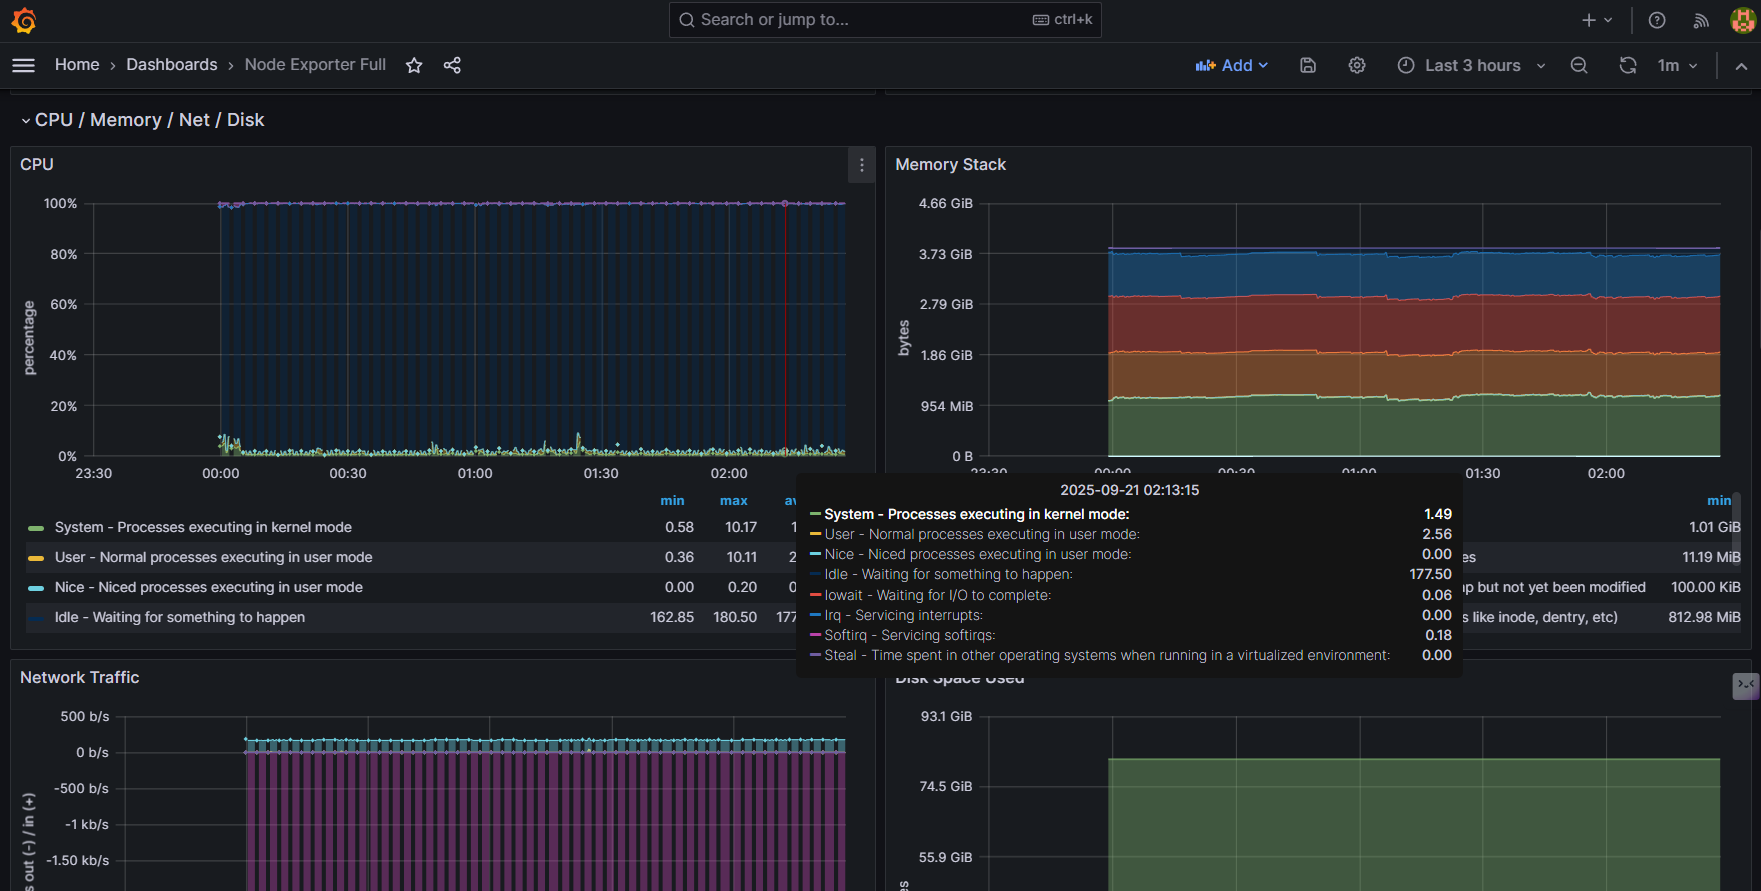 Search or jump to...
ctrl+k
Home › Dashboards › Node Exporter Full
Add
Last 3 hours
1m
CPU / Memory / Net / Disk
CPU
100%
80%
60%
40%
20%
0%
percentage
23:30 00:00 00:30 01:00 01:30 02:00
min max
System - Processes executing in kernel mode 0.58 10.17
User - Normal processes executing in user mode 0.36 10.11
Nice - Niced processes executing in user mode 0.00 0.20
Idle - Waiting for something to happen 162.85 180.50 177
Memory Stack
4.66 GiB
3.73 GiB
2.79 GiB
1.86 GiB
954 MiB
0 B
bytes
23:30 00:00 00:30 01:00 01:30 02:00
min
1.01 GiB
11.19 MiB
but not yet been modified 100.00 KiB
like inode, dentry, etc) 812.98 MiB
2025-09-21 02:13:15
System - Processes executing in kernel mode: 1.49
User - Normal processes executing in user mode: 2.56
Nice - Niced processes executing in user mode: 0.00
Idle - Waiting for something to happen: 177.50
Iowait - Waiting for I/O to complete: 0.06
Irq - Servicing interrupts: 0.00
Softirq - Servicing softirqs: 0.18
Steal - Time spent in other operating systems when running in a virtualized environment: 0.00
Network Traffic
500 b/s
0 b/s
-500 b/s
-1 kb/s
-1.50 kb/s
out (-) / in (+)
Disk Space Used
93.1 GiB
74.5 GiB
55.9 GiB